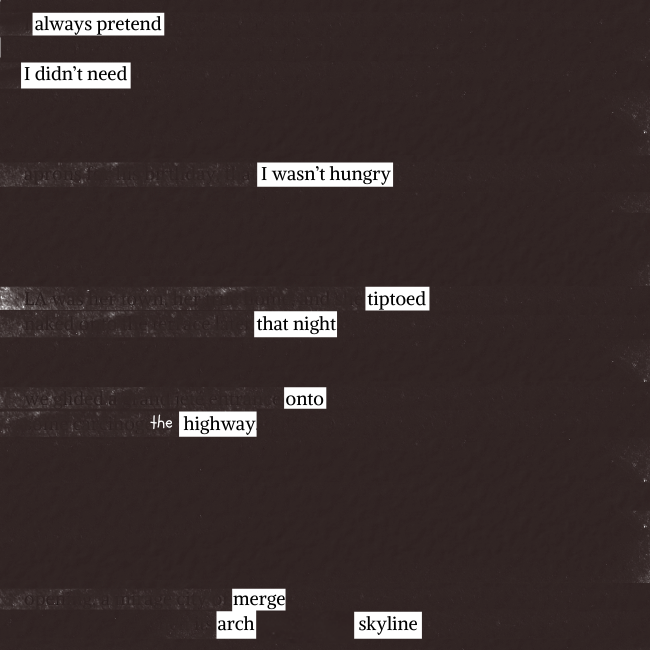 always pretend
I didn’t need
I wasn’t hungry
tiptoed
that night
onto
the highway
merge
arch skyline